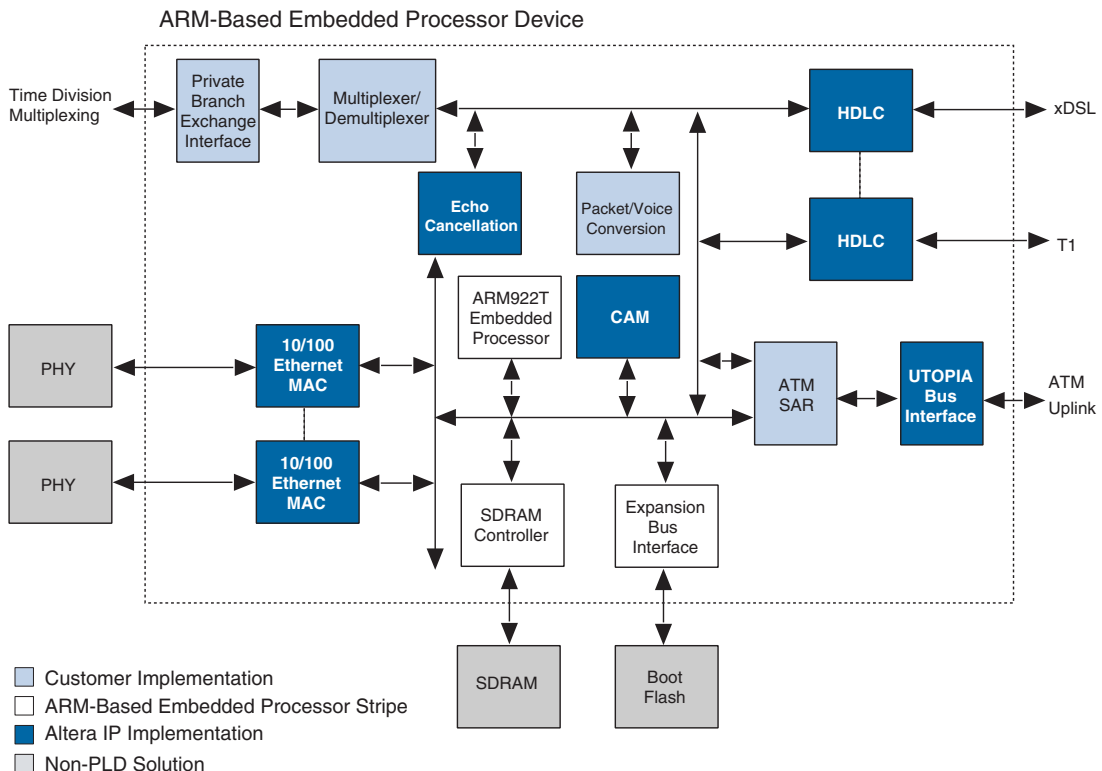 ARM-Based Embedded Processor Device
Time Division
Multiplexing
Private
Branch
Exchange
Interface
Multiplexer/
Demultiplexer
HDLC
xDSL
Echo
Cancellation
Packet/Voice
Conversion
HDLC
T1
ARM922T
Embedded
Processor
CAM
PHY
10/100
Ethernet
MAC
ATM
SAR
UTOPIA
Bus
Interface
ATM
Uplink
PHY
10/100
Ethernet
MAC
SDRAM
Controller
Expansion
Bus
Interface
SDRAM
Boot
Flash
Customer Implementation
ARM-Based Embedded Processor Stripe
Altera IP Implementation
Non-PLD Solution